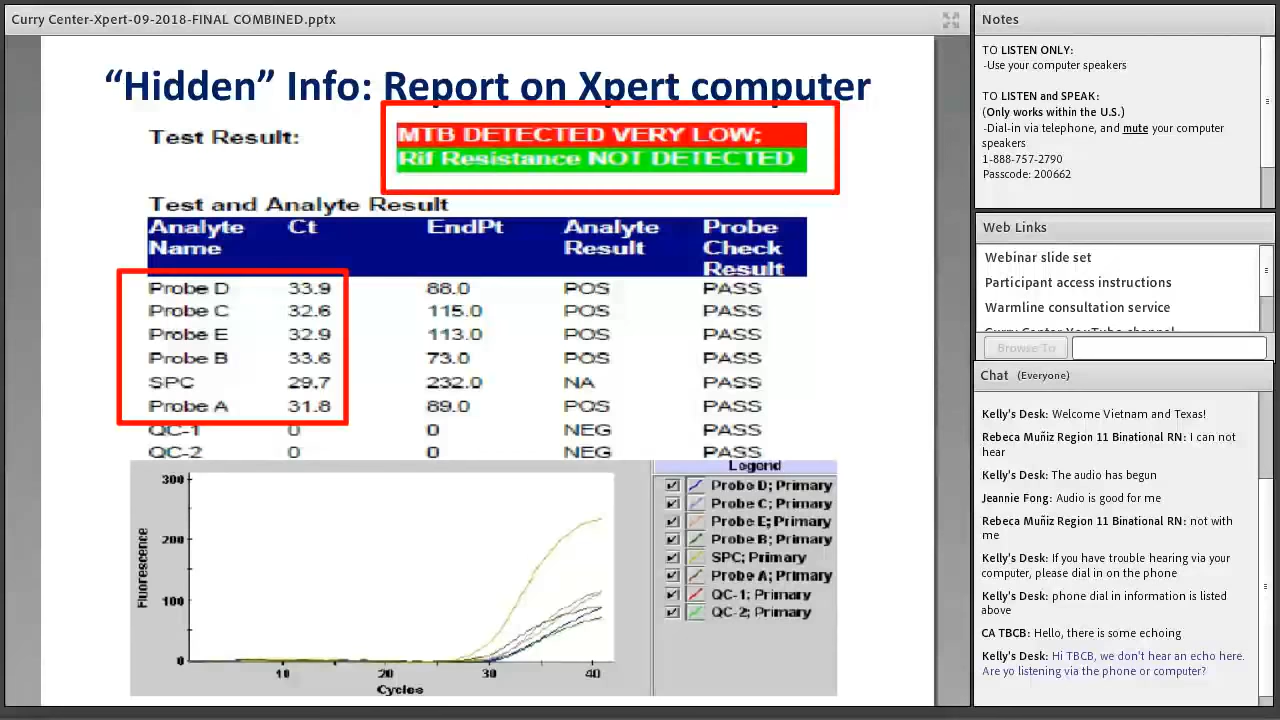 Curry Center-Xpert-09-2018-FINAL COMBINED.pptx
“Hidden” Info: Report on Xpert computer
Test Result:
MTB DETECTED VERY LOW;
Rif Resistance NOT DETECTED
Test and Analyte Result
Analyte Name Ct EndPt Analyte Result Probe Check Result
Probe D 33.9 88.0 POS PASS
Probe C 32.6 115.0 POS PASS
Probe E 32.9 113.0 POS PASS
Probe B 33.6 73.0 POS PASS
SPC 29.7 232.0 NA PASS
Probe A 31.8 89.0 POS PASS
QC-1 0 0 NEG PASS
QC-2 0 0 NEG PASS
300
200
100
0
Fluorescence
10 20 30 40
Cycles
Legend
Probe D; Primary
Probe C; Primary
Probe E; Primary
Probe B; Primary
SPC; Primary
Probe A; Primary
QC-1; Primary
QC-2; Primary
Notes
TO LISTEN ONLY:
-Use your computer speakers
TO LISTEN and SPEAK:
(Only works within the U.S.)
-Dial-in via telephone, and mute your computer
speakers
1-888-757-2790
Passcode: 200662
Web Links
Webinar slide set
Participant access instructions
Warmline consultation service
Curry Center YouTube channel
Browse To
Chat (Everyone)
Kelly's Desk: Welcome Vietnam and Texas!
Rebeca Muñiz Region 11 Binational RN: I can not
hear
Kelly's Desk: The audio has begun
Jeannie Fong: Audio is good for me
Rebeca Muñiz Region 11 Binational RN: not with
me
Kelly's Desk: If you have trouble hearing via your
computer, please dial in on the phone
Kelly's Desk: phone dial in information is listed
above
CA TBCB: Hello, there is some echoing
Kelly's Desk: Hi TBCB, we don't hear an echo here.
Are yo listening via the phone or computer?